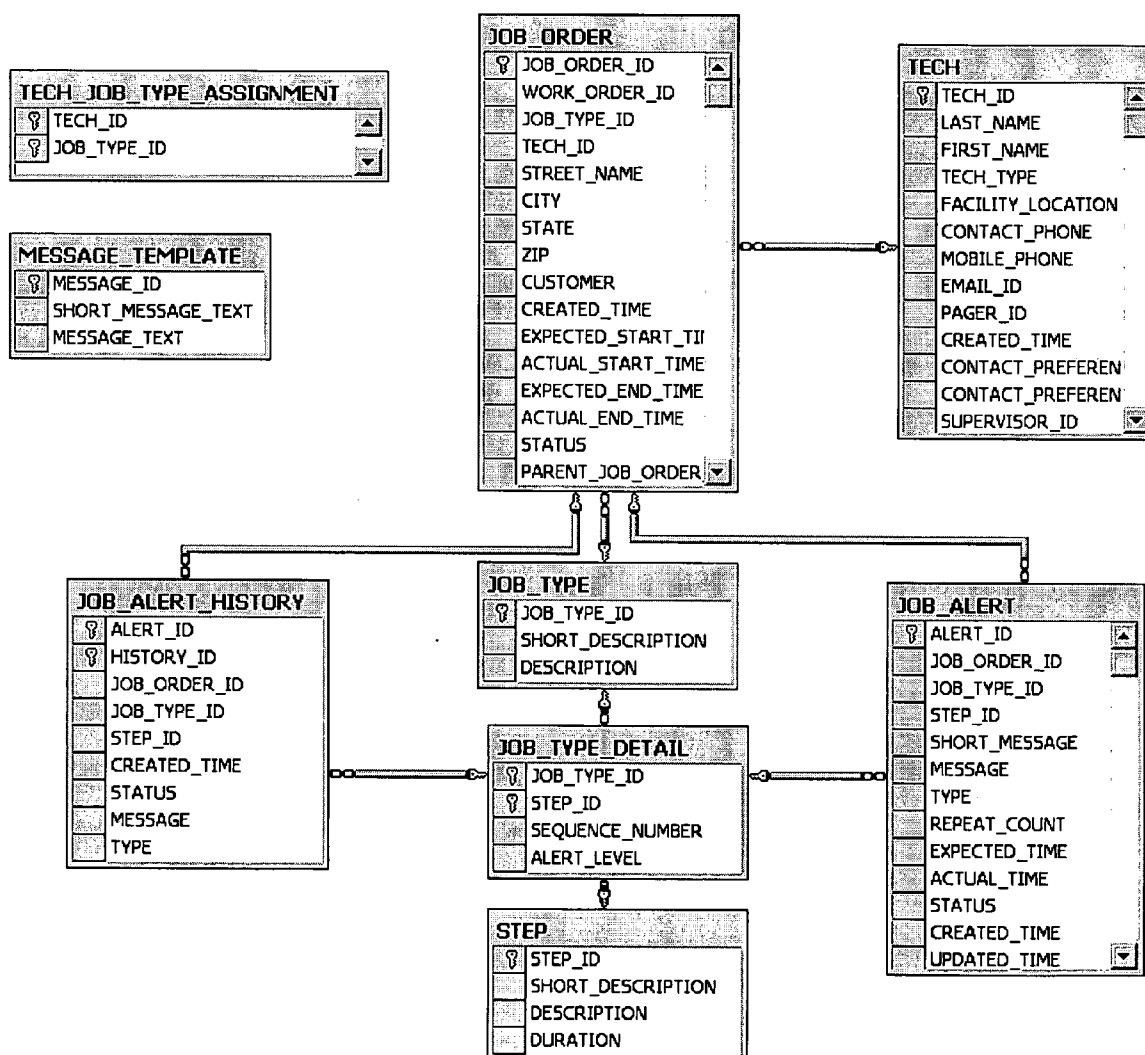 TECH_JOB_TYPE_ASSIGNMENT
TECH_ID
JOB_TYPE_ID
MESSAGE_TEMPLATE
MESSAGE_ID
SHORT_MESSAGE_TEXT
MESSAGE_TEXT
JOB_ORDER
JOB_ORDER_ID
WORK_ORDER_ID
JOB_TYPE_ID
TECH_ID
STREET_NAME
CITY
STATE
ZIP
CUSTOMER
CREATED_TIME
EXPECTED_START_TII
ACTUAL_START_TIME
EXPECTED_END_TIME
ACTUAL_END_TIME
STATUS
PARENT_JOB_ORDER
TECH
TECH_ID
LAST_NAME
FIRST_NAME
TECH_TYPE
FACILITY_LOCATION
CONTACT_PHONE
MOBILE_PHONE
EMAIL_ID
PAGER_ID
CREATED_TIME
CONTACT_PREFEREN
CONTACT_PREFEREN
SUPERVISOR_ID
JOB_ALERT_HISTORY
ALERT_ID
HISTORY_ID
JOB_ORDER_ID
JOB_TYPE_ID
STEP_ID
CREATED_TIME
STATUS
MESSAGE
TYPE
JOB_TYPE
JOB_TYPE_ID
SHORT_DESCRIPTION
DESCRIPTION
JOB_TYPE_DETAIL
JOB_TYPE_ID
STEP_ID
SEQUENCE_NUMBER
ALERT_LEVEL
STEP
STEP_ID
SHORT_DESCRIPTION
DESCRIPTION
DURATION
JOB_ALERT
ALERT_ID
JOB_ORDER_ID
JOB_TYPE_ID
STEP_ID
SHORT_MESSAGE
MESSAGE
TYPE
REPEAT_COUNT
EXPECTED_TIME
ACTUAL_TIME
STATUS
CREATED_TIME
UPDATED_TIME